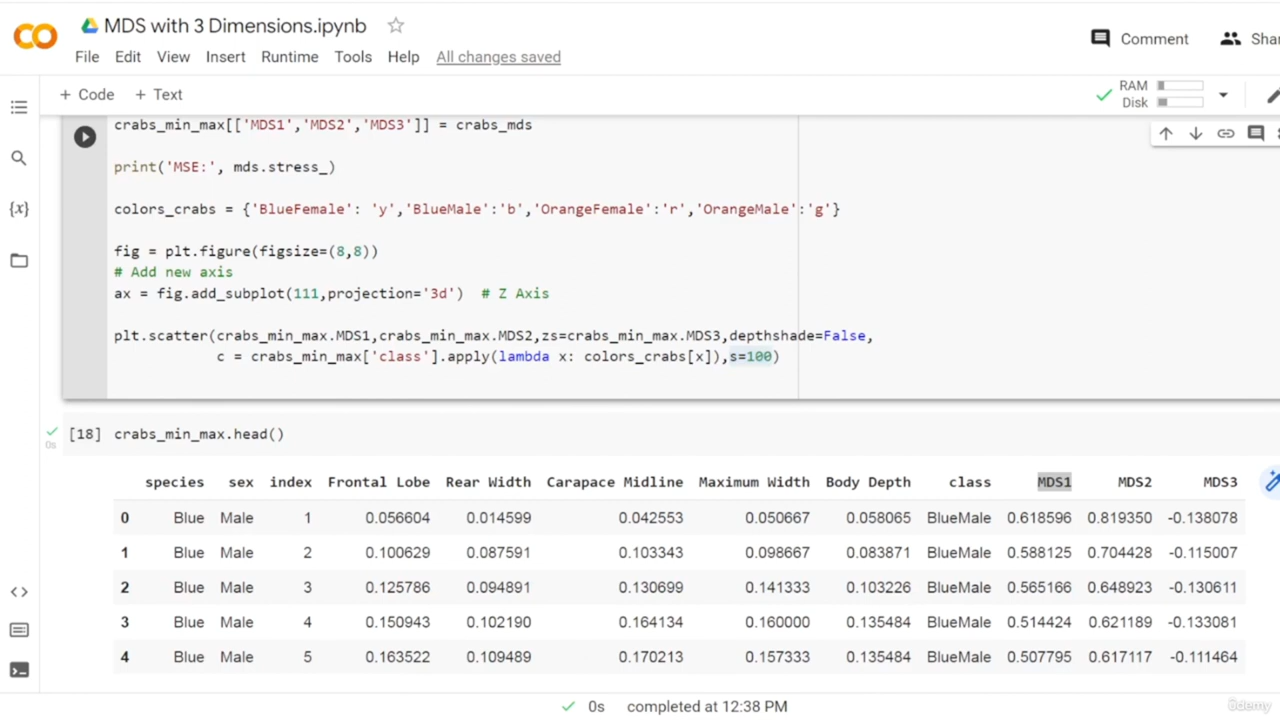 MDS with 3 Dimensions.ipynb
File Edit View Insert Runtime Tools Help All changes saved
Comment
+ Code + Text
RAM
Disk
crabs_min_max[['MDS1','MDS2','MDS3']] = crabs_mds
print('MSE:', mds.stress_)
colors_crabs = {'BlueFemale': 'y','BlueMale':'b','OrangeFemale':'r','OrangeMale':'g'}
fig = plt.figure(figsize=(8,8))
# Add new axis
ax = fig.add_subplot(111,projection='3d') # Z Axis
plt.scatter(crabs_min_max.MDS1,crabs_min_max.MDS2,zs=crabs_min_max.MDS3,depthshade=False,
c = crabs_min_max['class'].apply(lambda x: colors_crabs[x]),s=100)
{x}
0s
[18] crabs_min_max.head()
species sex index Frontal Lobe Rear Width Carapace Midline Maximum Width Body Depth class MDS1 MDS2 MDS3
0 Blue Male 1 0.056604 0.014599 0.042553 0.050667 0.058065 BlueMale 0.618596 0.819350 -0.138078
1 Blue Male 2 0.100629 0.087591 0.103343 0.098667 0.083871 BlueMale 0.588125 0.704428 -0.115007
2 Blue Male 3 0.125786 0.094891 0.130699 0.141333 0.103226 BlueMale 0.565166 0.648923 -0.130611
3 Blue Male 4 0.150943 0.102190 0.164134 0.160000 0.135484 BlueMale 0.514424 0.621189 -0.133081
4 Blue Male 5 0.163522 0.109489 0.170213 0.157333 0.135484 BlueMale 0.507795 0.617117 -0.111464
0s completed at 12:38 PM